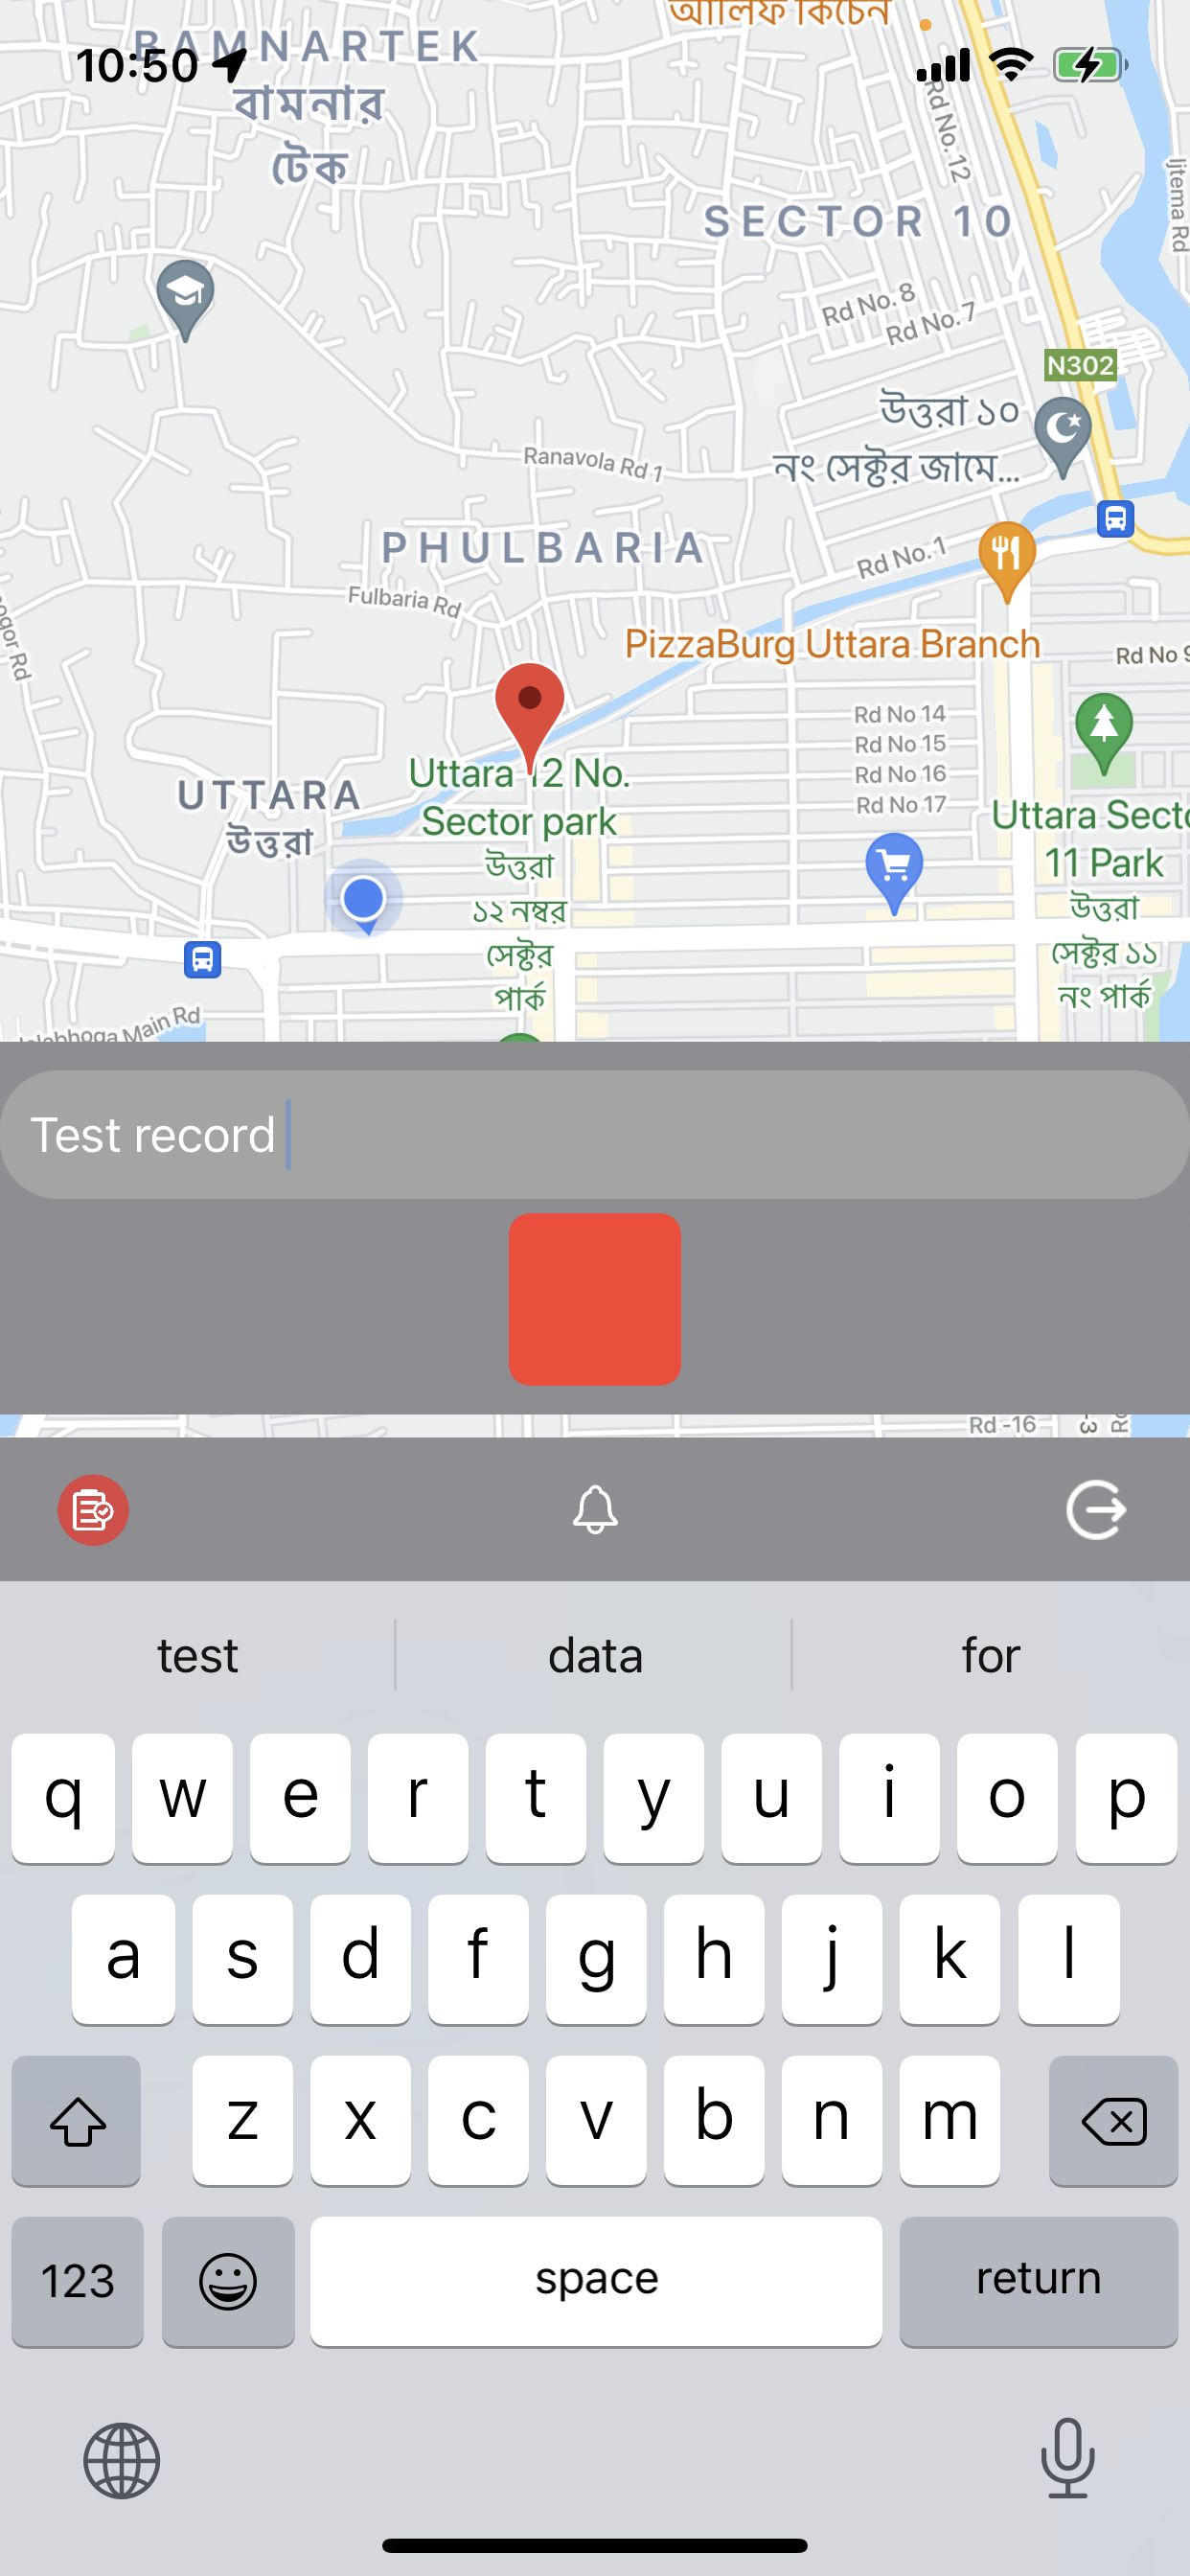 আলিফ কিচেন
BAMNARTEK
10:50
বামনার
টেক
Rd No. 12
Ijtema Rd
SECTOR 10
Rd No. 8
Rd No. 7
N302
উত্তরা ১০
নং সেক্টর জামে...
Ranavola Rd 1
PHULBARIA
Rd No. 1
Fulbaria Rd
PizzaBurg Uttara Branch
Rd No 9
Rd No 14
Rd No 15
Rd No 16
Rd No 17
Uttara 12 No.
Sector park
উত্তরা
১২ নম্বর
সেক্টর
পার্ক
UTTARA
উত্তরা
Uttara Secto
11 Park
উত্তরা
সেক্টর ১১
নং পার্ক
Main Rd
Test record
Rd -16
test data for
q w e r t y u i o p
a s d f g h j k l
z x c v b n m
123 space return